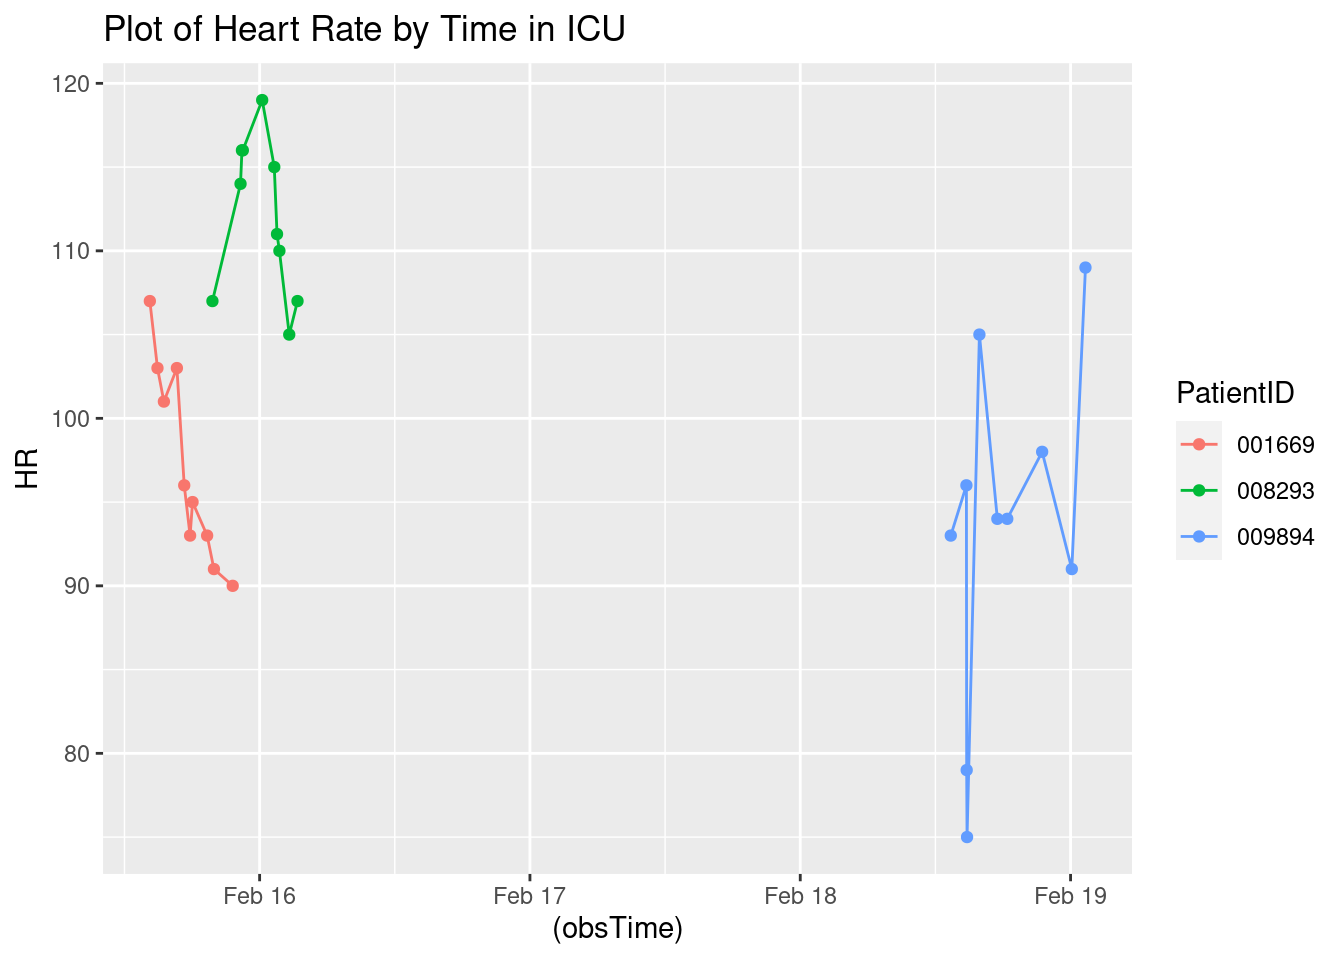 Plot of Heart Rate by Time in ICU
120
110
100
90
80
HR
Feb 16
Feb 17
Feb 18
Feb 19
(obsTime)
PatientID
001669
008293
009894